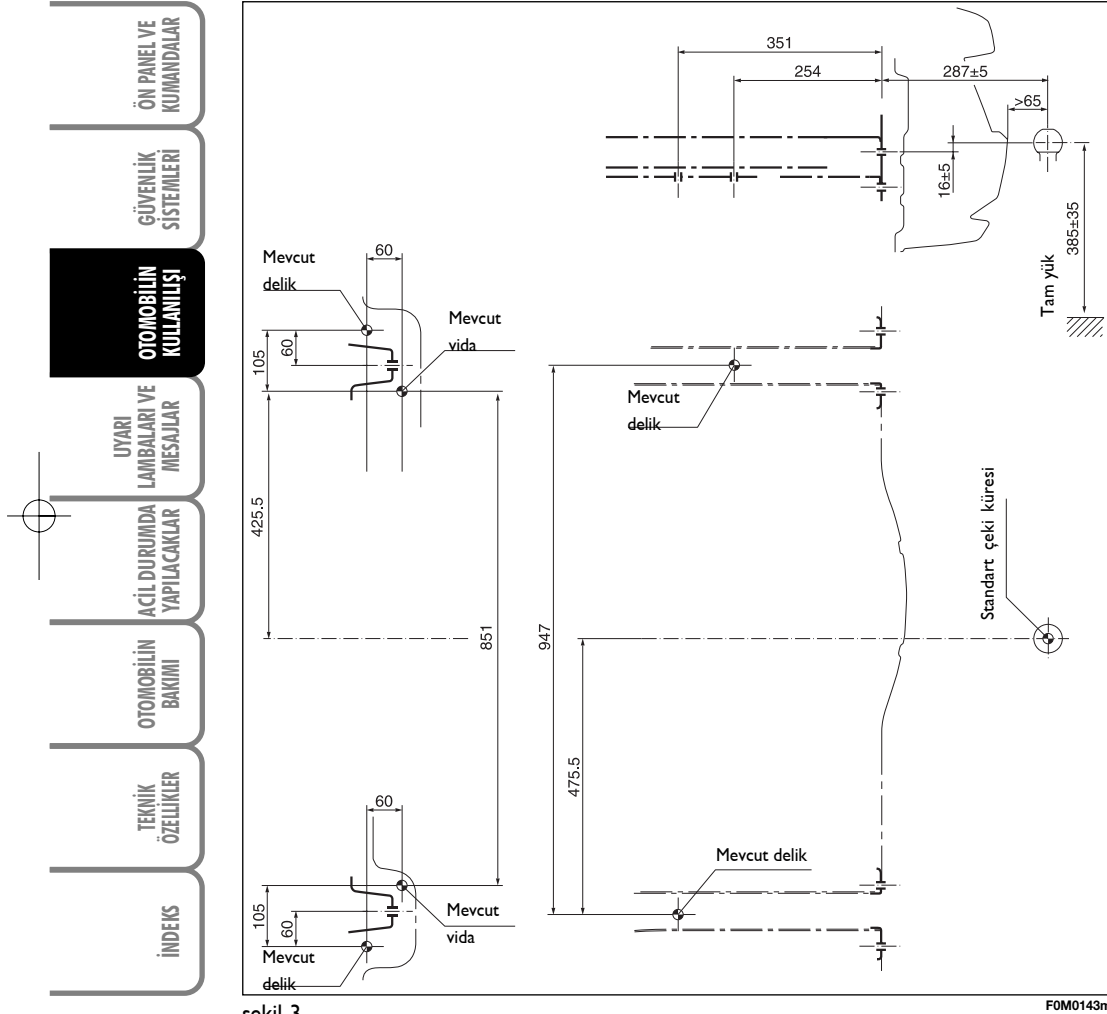 ÖN PANEL VE
KUMANDALAR
GÜVENLİK
SİSTEMLERİ
OTOMOBİLİN
KULLANILIŞI
UYARI
LAMBALARI VE
MESAJLAR
ACİL DURUMDA
YAPILACAKLAR
OTOMOBİLİN
BAKIMI
TEKNİK
ÖZELLİKLER
İNDEKS
351
254
287±5
>65
16±5
385±35
Tam yük
60
Mevcut
delik
Mevcut
vida
105
60
Mevcut
delik
425.5
851
947
475.5
Standart çeki küresi
60
Mevcut delik
105
60
Mevcut
vida
Mevcut
delik
şekil 3
F0M0143m